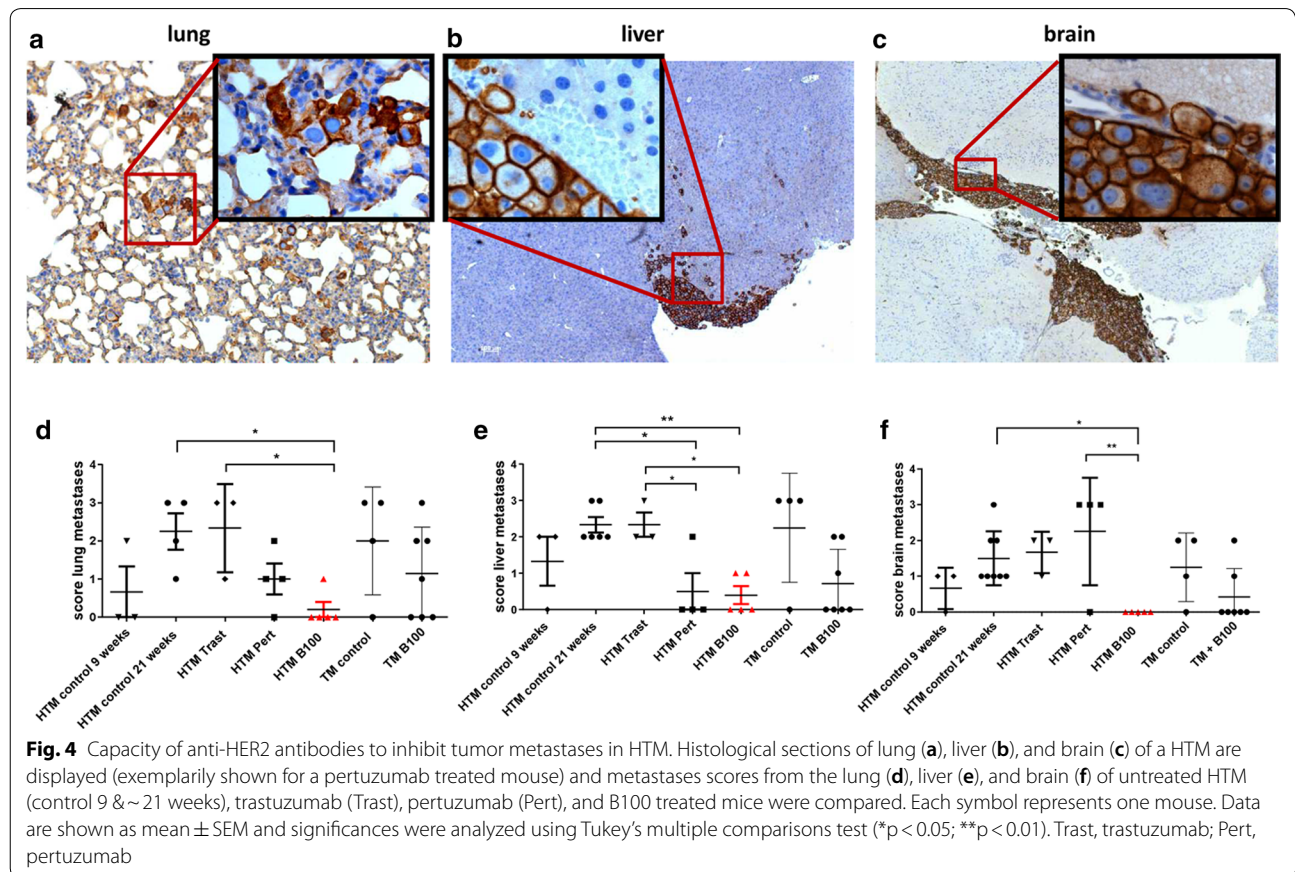 a lung
b liver
c brain
d
score lung metastases
4
3
2
1
0
*
*
HTM control 9 weeks
HTM control 21 weeks
HTM Trast
HTM Pert
HTM B100
TM control
TM B100
e
score liver metastases
4
3
2
1
0
**
*
*
*
HTM control 9 weeks
HTM control 21 weeks
HTM Trast
HTM Pert
HTM B100
TM control
TM B100
f
score brain metastases
4
3
2
1
0
*
**
HTM control 9 weeks
HTM control 21 weeks
HTM Trast
HTM Pert
HTM B100
TM control
TM + B100
Fig. 4 Capacity of anti-HER2 antibodies to inhibit tumor metastases in HTM. Histological sections of lung (a), liver (b), and brain (c) of a HTM are
displayed (exemplarily shown for a pertuzumab treated mouse) and metastases scores from the lung (d), liver (e), and brain (f) of untreated HTM
(control 9 & ~ 21 weeks), trastuzumab (Trast), pertuzumab (Pert), and B100 treated mice were compared. Each symbol represents one mouse. Data
are shown as mean ± SEM and significances were analyzed using Tukey's multiple comparisons test (*p < 0.05; **p < 0.01). Trast, trastuzumab; Pert,
pertuzumab